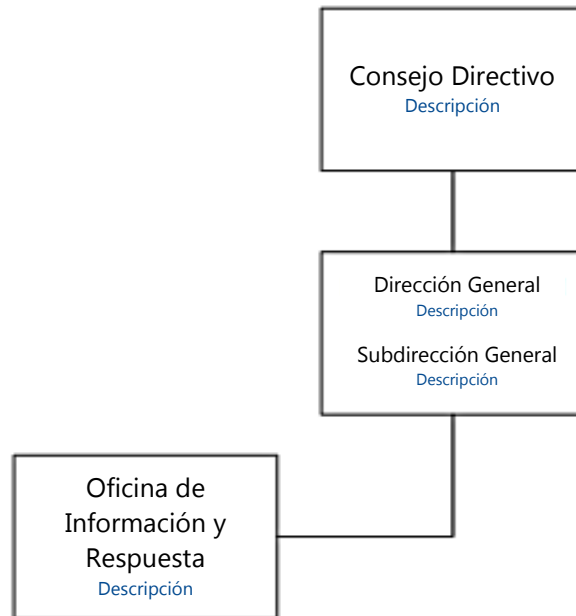 Consejo Directivo
Descripción
Dirección General
Descripción
Subdirección General
Descripción
Oficina de
Información y
Respuesta
Descripción